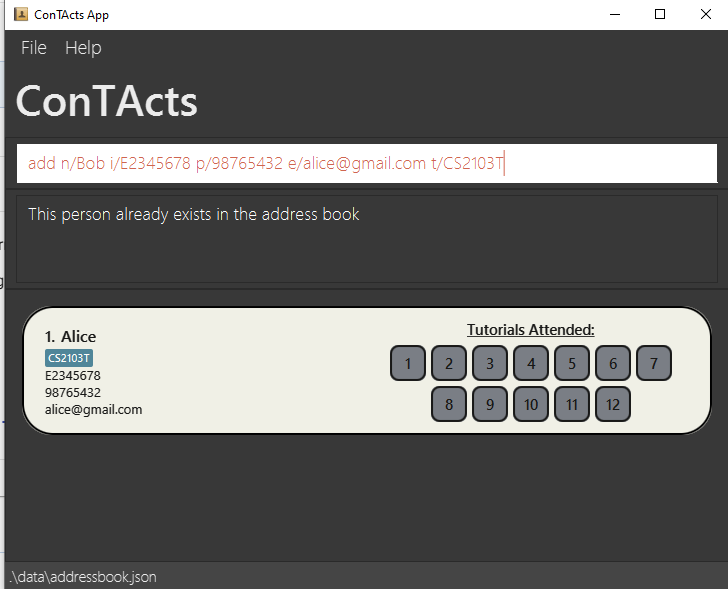 ConTActs App
File Help
ConTActs
add n/Bob i/E2345678 p/98765432 e/alice@gmail.com t/CS2103T
This person already exists in the address book
1. Alice
CS2103T
E2345678
98765432
alice@gmail.com
Tutorials Attended:
1 2 3 4 5 6 7
8 9 10 11 12
.\data\addressbook.json